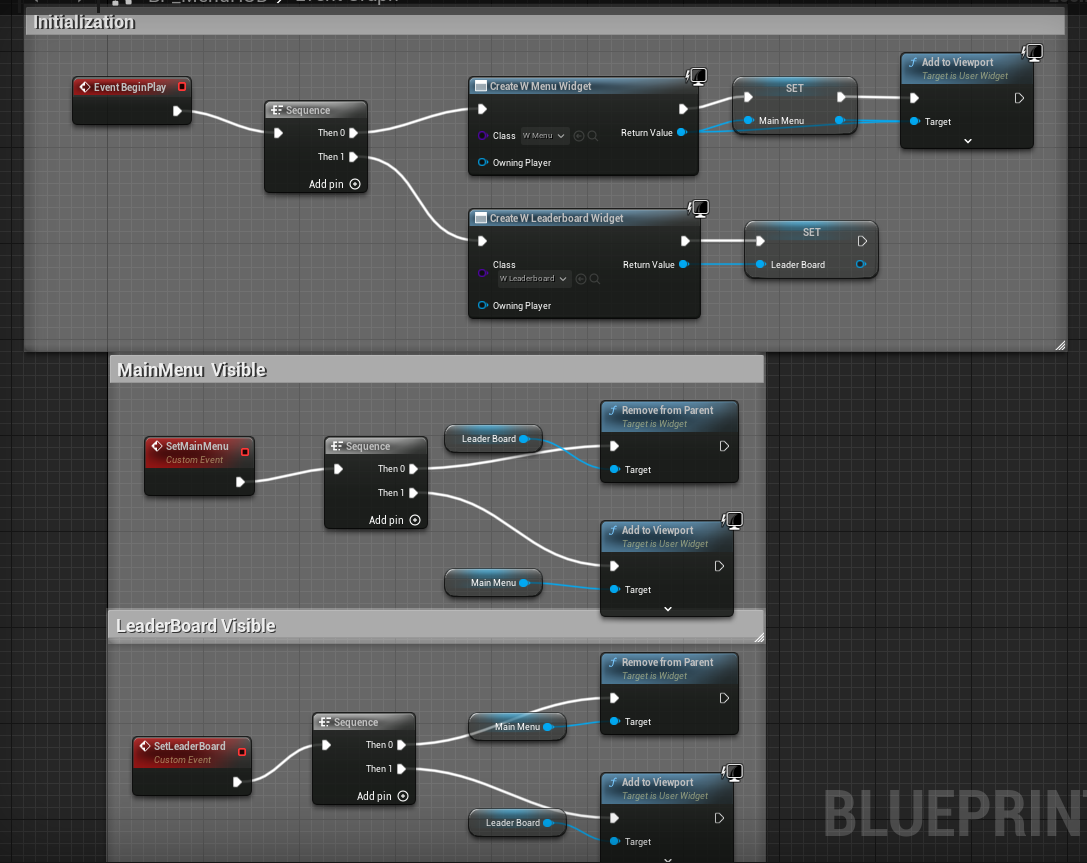 Initialization
Event BeginPlay
Sequence
Then 0
Then 1
Add pin
Create W Menu Widget
Class W Menu
Return Value
Owning Player
SET
Main Menu
Add to Viewport
Target is User Widget
Target
Create W Leaderboard Widget
Class
Return Value
W Leaderboard
Owning Player
SET
Leader Board
MainMenu Visible
SetMainMenu
Custom Event
Sequence
Then 0
Then 1
Add pin
Leader Board
Remove from Parent
Target is Widget
Target
Main Menu
Add to Viewport
Target is User Widget
Target
LeaderBoard Visible
SetLeaderBoard
Custom Event
Sequence
Then 0
Then 1
Add pin
Main Menu
Remove from Parent
Target is Widget
Target
Leader Board
Add to Viewport
Target is User Widget
Target
BLUEPRINT